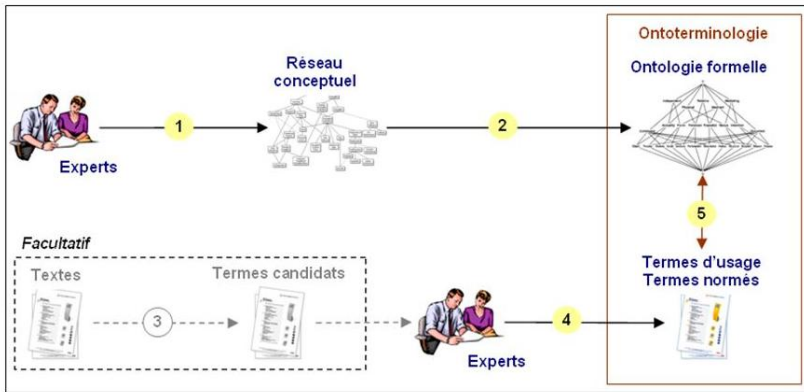 Ontoterminologie
Réseau
conceptuel
Ontologie formelle
1
2
Experts
5
Facultatif
Textes
Termes candidats
Termes d'usage
Termes normés
3
4
Experts